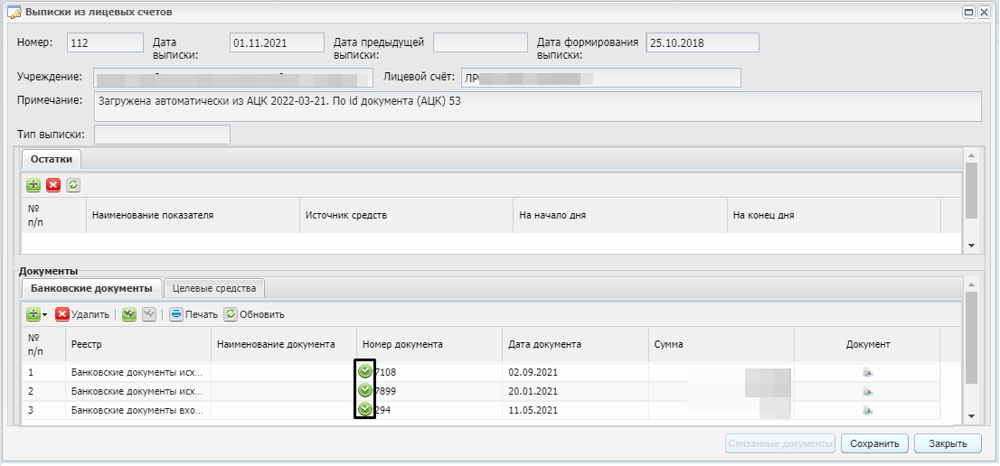 Выписки из лицевых счетов
Номер: 112 Дата выписки: 01.11.2021 Дата предыдущей выписки: Дата формирования выписки: 25.10.2018
Учреждение: Лицевой счёт: ЛР
Примечание: Загружена автоматически из АЦК 2022-03-21. По id документа (АЦК) 53
Тип выписки:
Остатки
№ п/п Наименование показателя Источник средств На начало дня На конец дня
Документы
Банковские документы Целевые средства
Удалить Печать Обновить
№ п/п Реестр Наименование документа Номер документа Дата документа Сумма Документ
1 Банковские документы исх... 7108 02.09.2021
2 Банковские документы исх... 7899 20.01.2021
3 Банковские документы вхо... 294 11.05.2021
Связанные документы Сохранить Закрыть